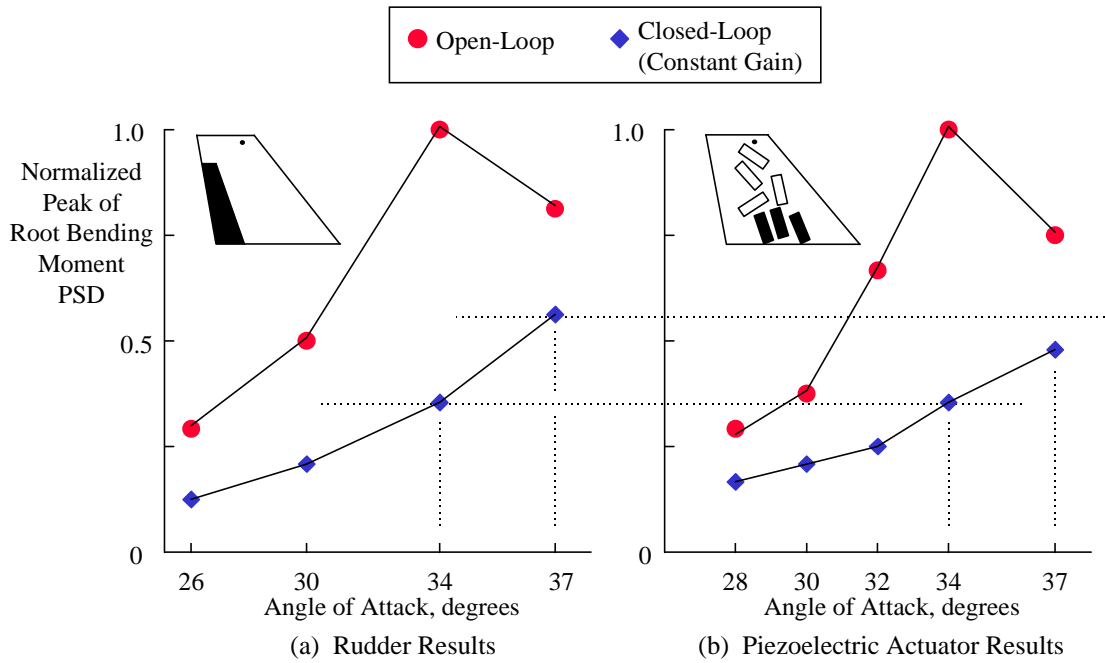 Open-Loop
Closed-Loop
(Constant Gain)
Normalized
Peak of
Root Bending
Moment
PSD
1.0
0.5
0
26 30 34 37
Angle of Attack, degrees
(a) Rudder Results
1.0
0.5
0
28 30 32 34 37
Angle of Attack, degrees
(b) Piezoelectric Actuator Results